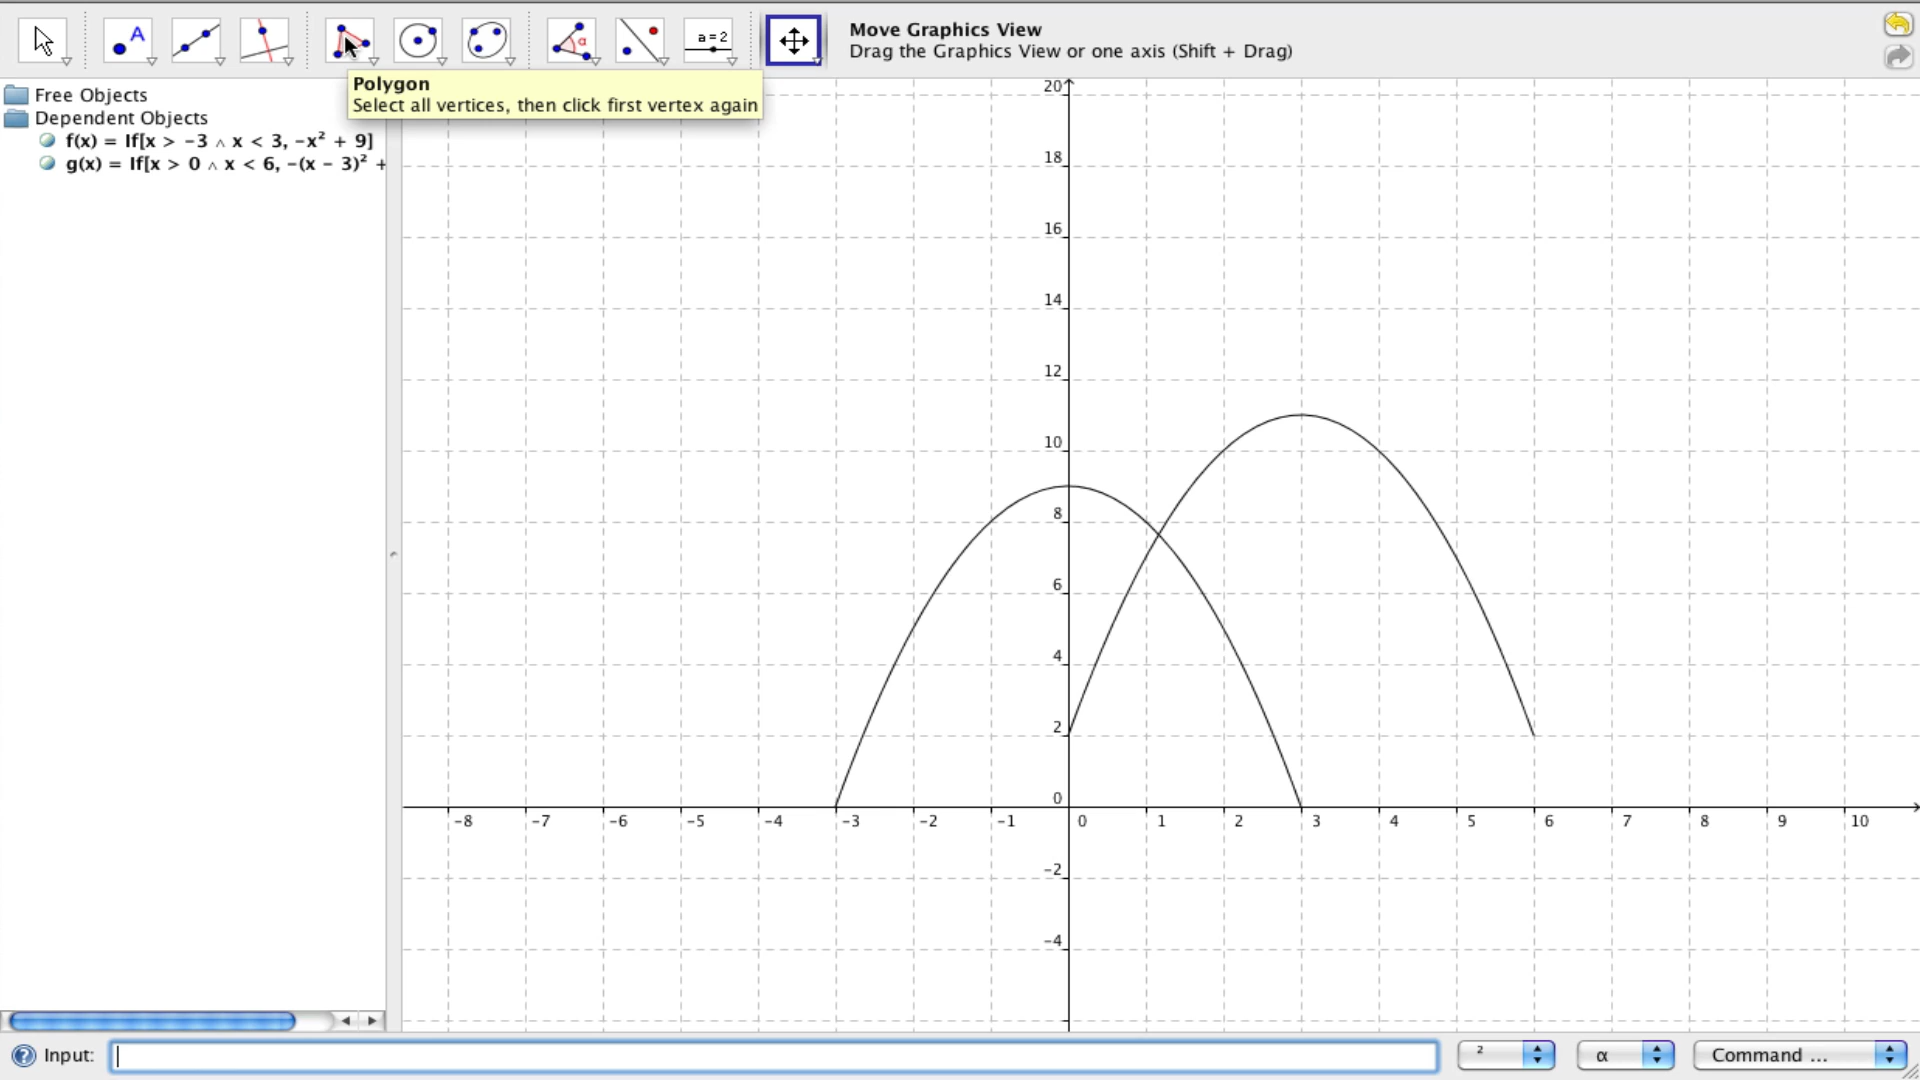 A
α
a=2
Move Graphics View
Drag the Graphics View or one axis (Shift + Drag)
Polygon
Select all vertices, then click first vertex again
Free Objects
Dependent Objects
f(x) = If[x > −3 ∧ x < 3, −x² + 9]
g(x) = If[x > 0 ∧ x < 6, −(x − 3)² +
20
18
16
14
12
10
8
6
4
2
0
−8 −7 −6 −5 −4 −3 −2 −1 0 1 2 3 4 5 6 7 8 9 10
−2
−4
Input:
²
α
Command ...